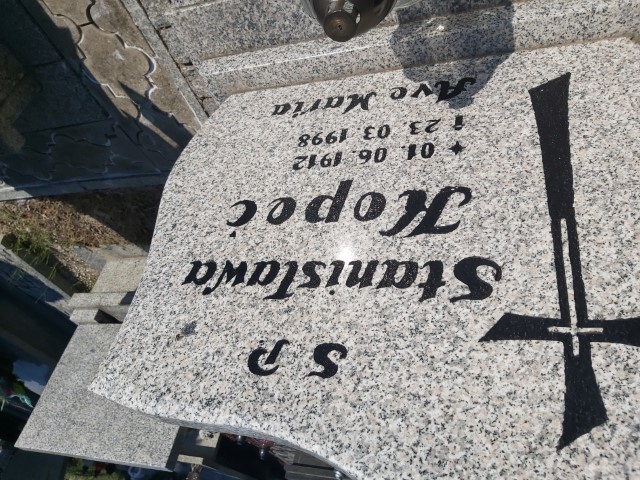 S P
Stanisława
Kopeć
* 01. 06. 1912
† 23. 03. 1998
Ave Maria